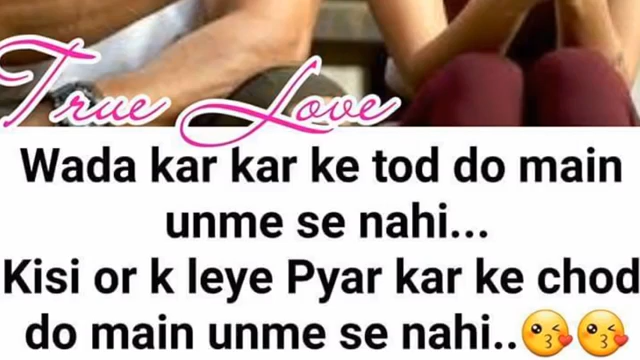 True Love
Wada kar kar ke tod do main
unme se nahi...
Kisi or k leye Pyar kar ke chod
do main unme se nahi..😘😘